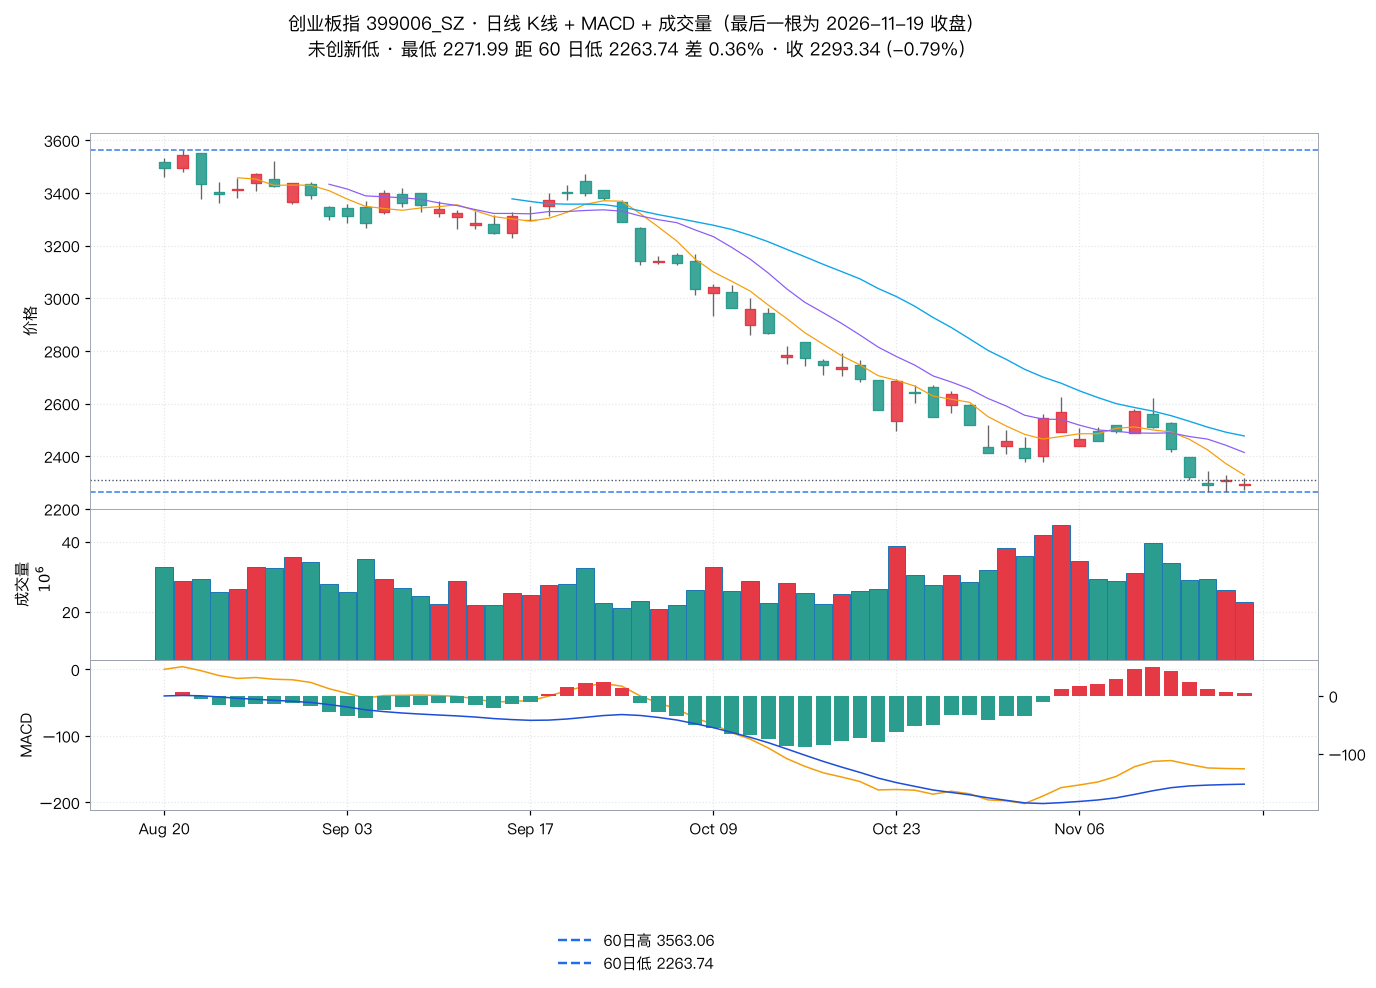 创业板指 399006_SZ · 日线 K线 + MACD + 成交量（最后一根为 2026−11−19 收盘）
未创新低 · 最低 2271.99 距 60 日低 2263.74 差 0.36% · 收 2293.34 (−0.79%)
价格
3600
3400
3200
3000
2800
2600
2400
2200
成交量
10⁶
40
20
MACD
0
−100
−200
0
−100
Aug 20
Sep 03
Sep 17
Oct 09
Oct 23
Nov 06
60日高 3563.06
60日低 2263.74